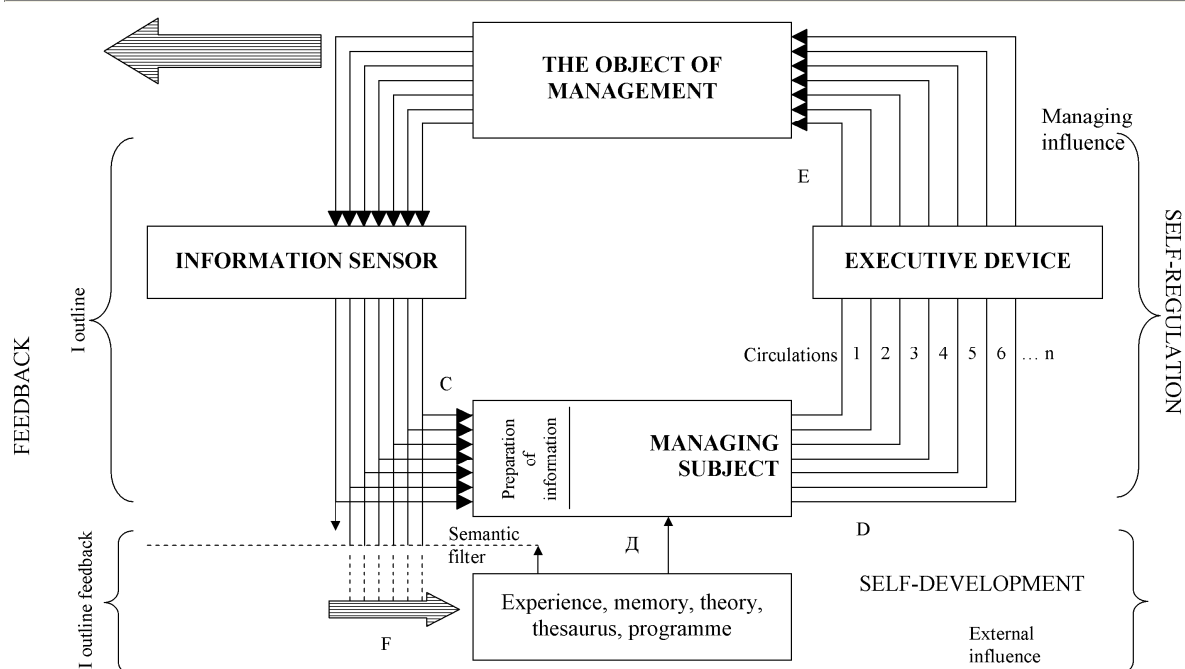 THE OBJECT OF
MANAGEMENT
Managing
influence
E
INFORMATION SENSOR
EXECUTIVE DEVICE
SELF-REGULATION
I outline
FEEDBACK
Circulations 1 2 3 4 5 6 … n
C
Preparation
of
information
MANAGING
SUBJECT
D
Semantic
filter
Д
I outline feedback
SELF-DEVELOPMENT
Experience, memory, theory,
thesaurus, programme
F
External
influence